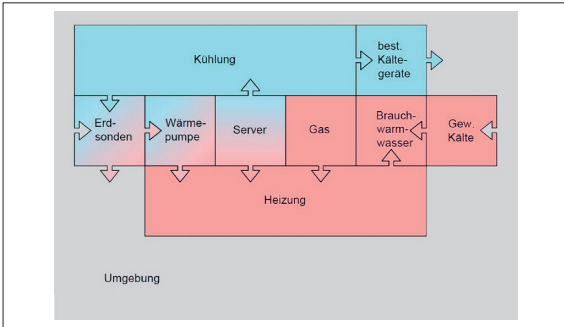 Kühlung
best.
Kälte-
geräte
Erd-
sonden
Wärme-
pumpe
Server
Gas
Brauch-
warm-
wasser
Gew.
Kälte
Heizung
Umgebung